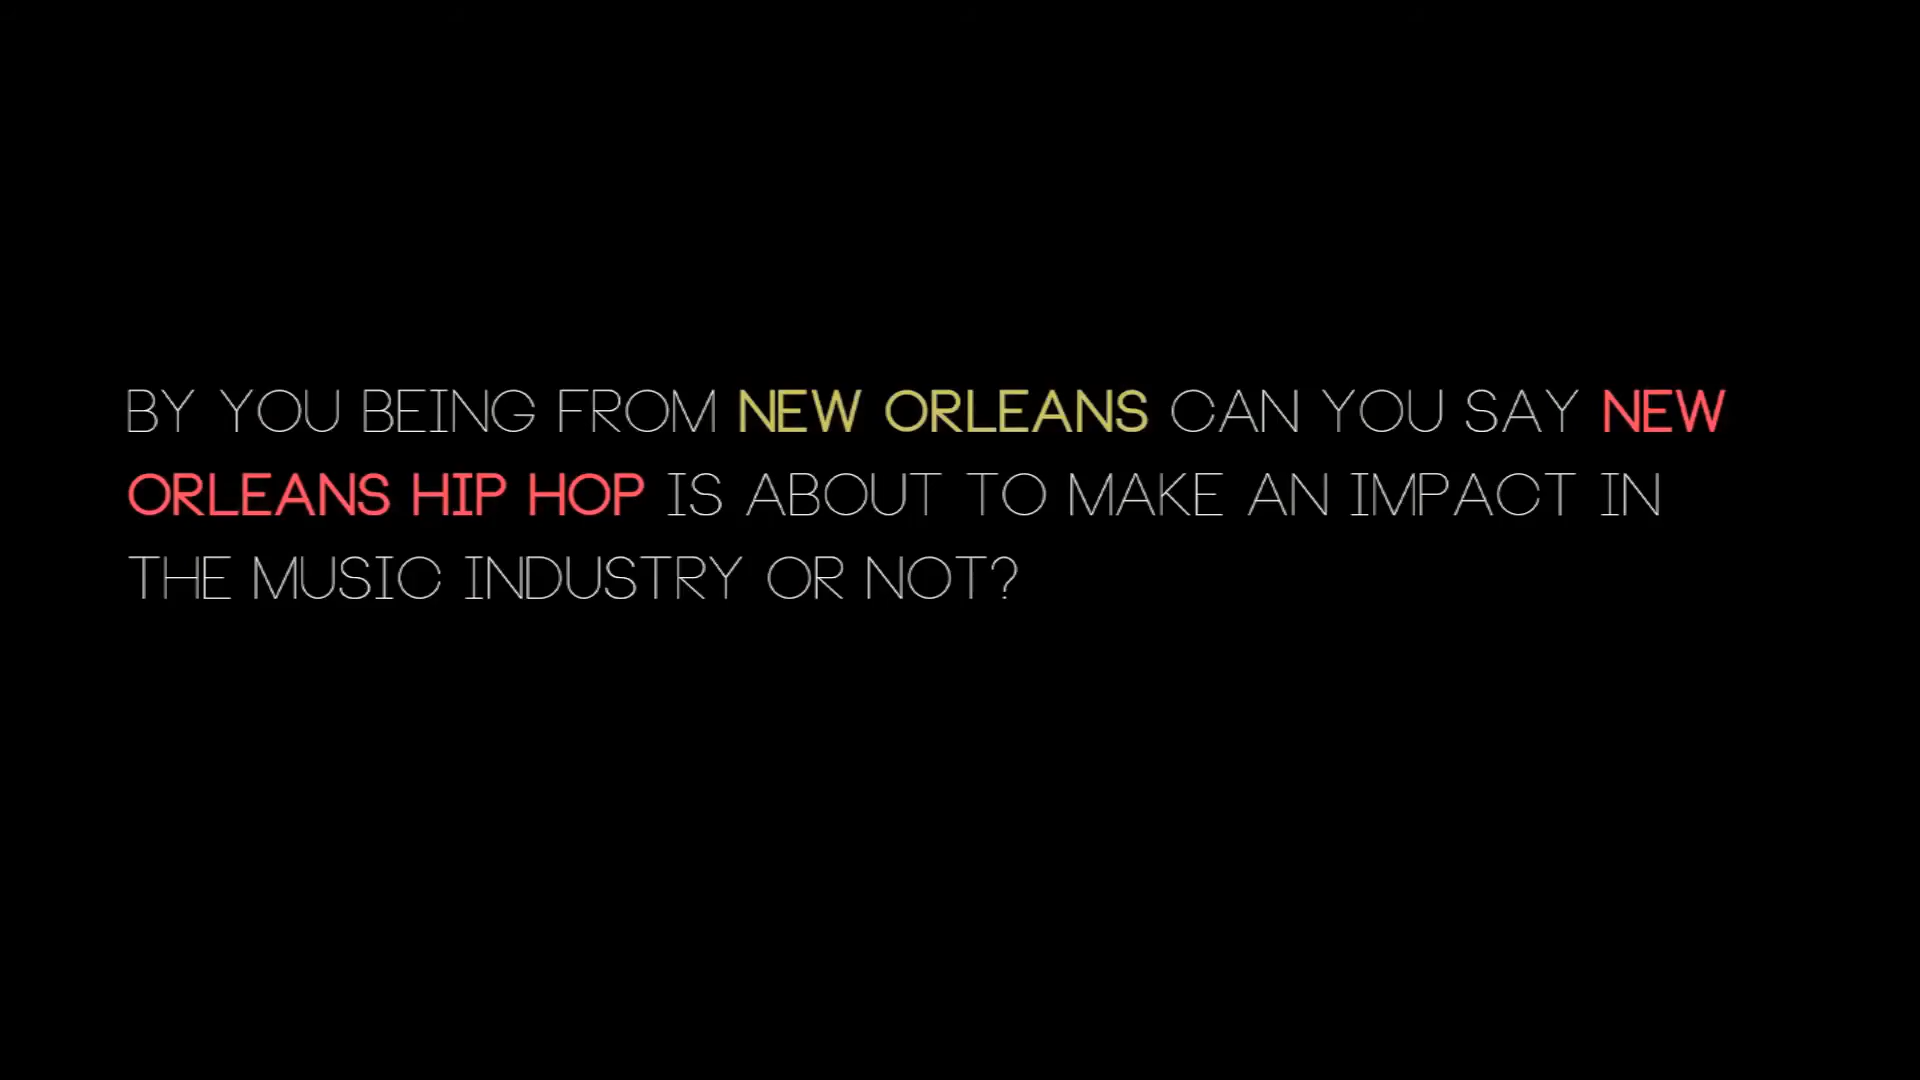 BY YOU BEING FROM NEW ORLEANS CAN YOU SAY NEW
ORLEANS HIP HOP IS ABOUT TO MAKE AN IMPACT IN
THE MUSIC INDUSTRY OR NOT?